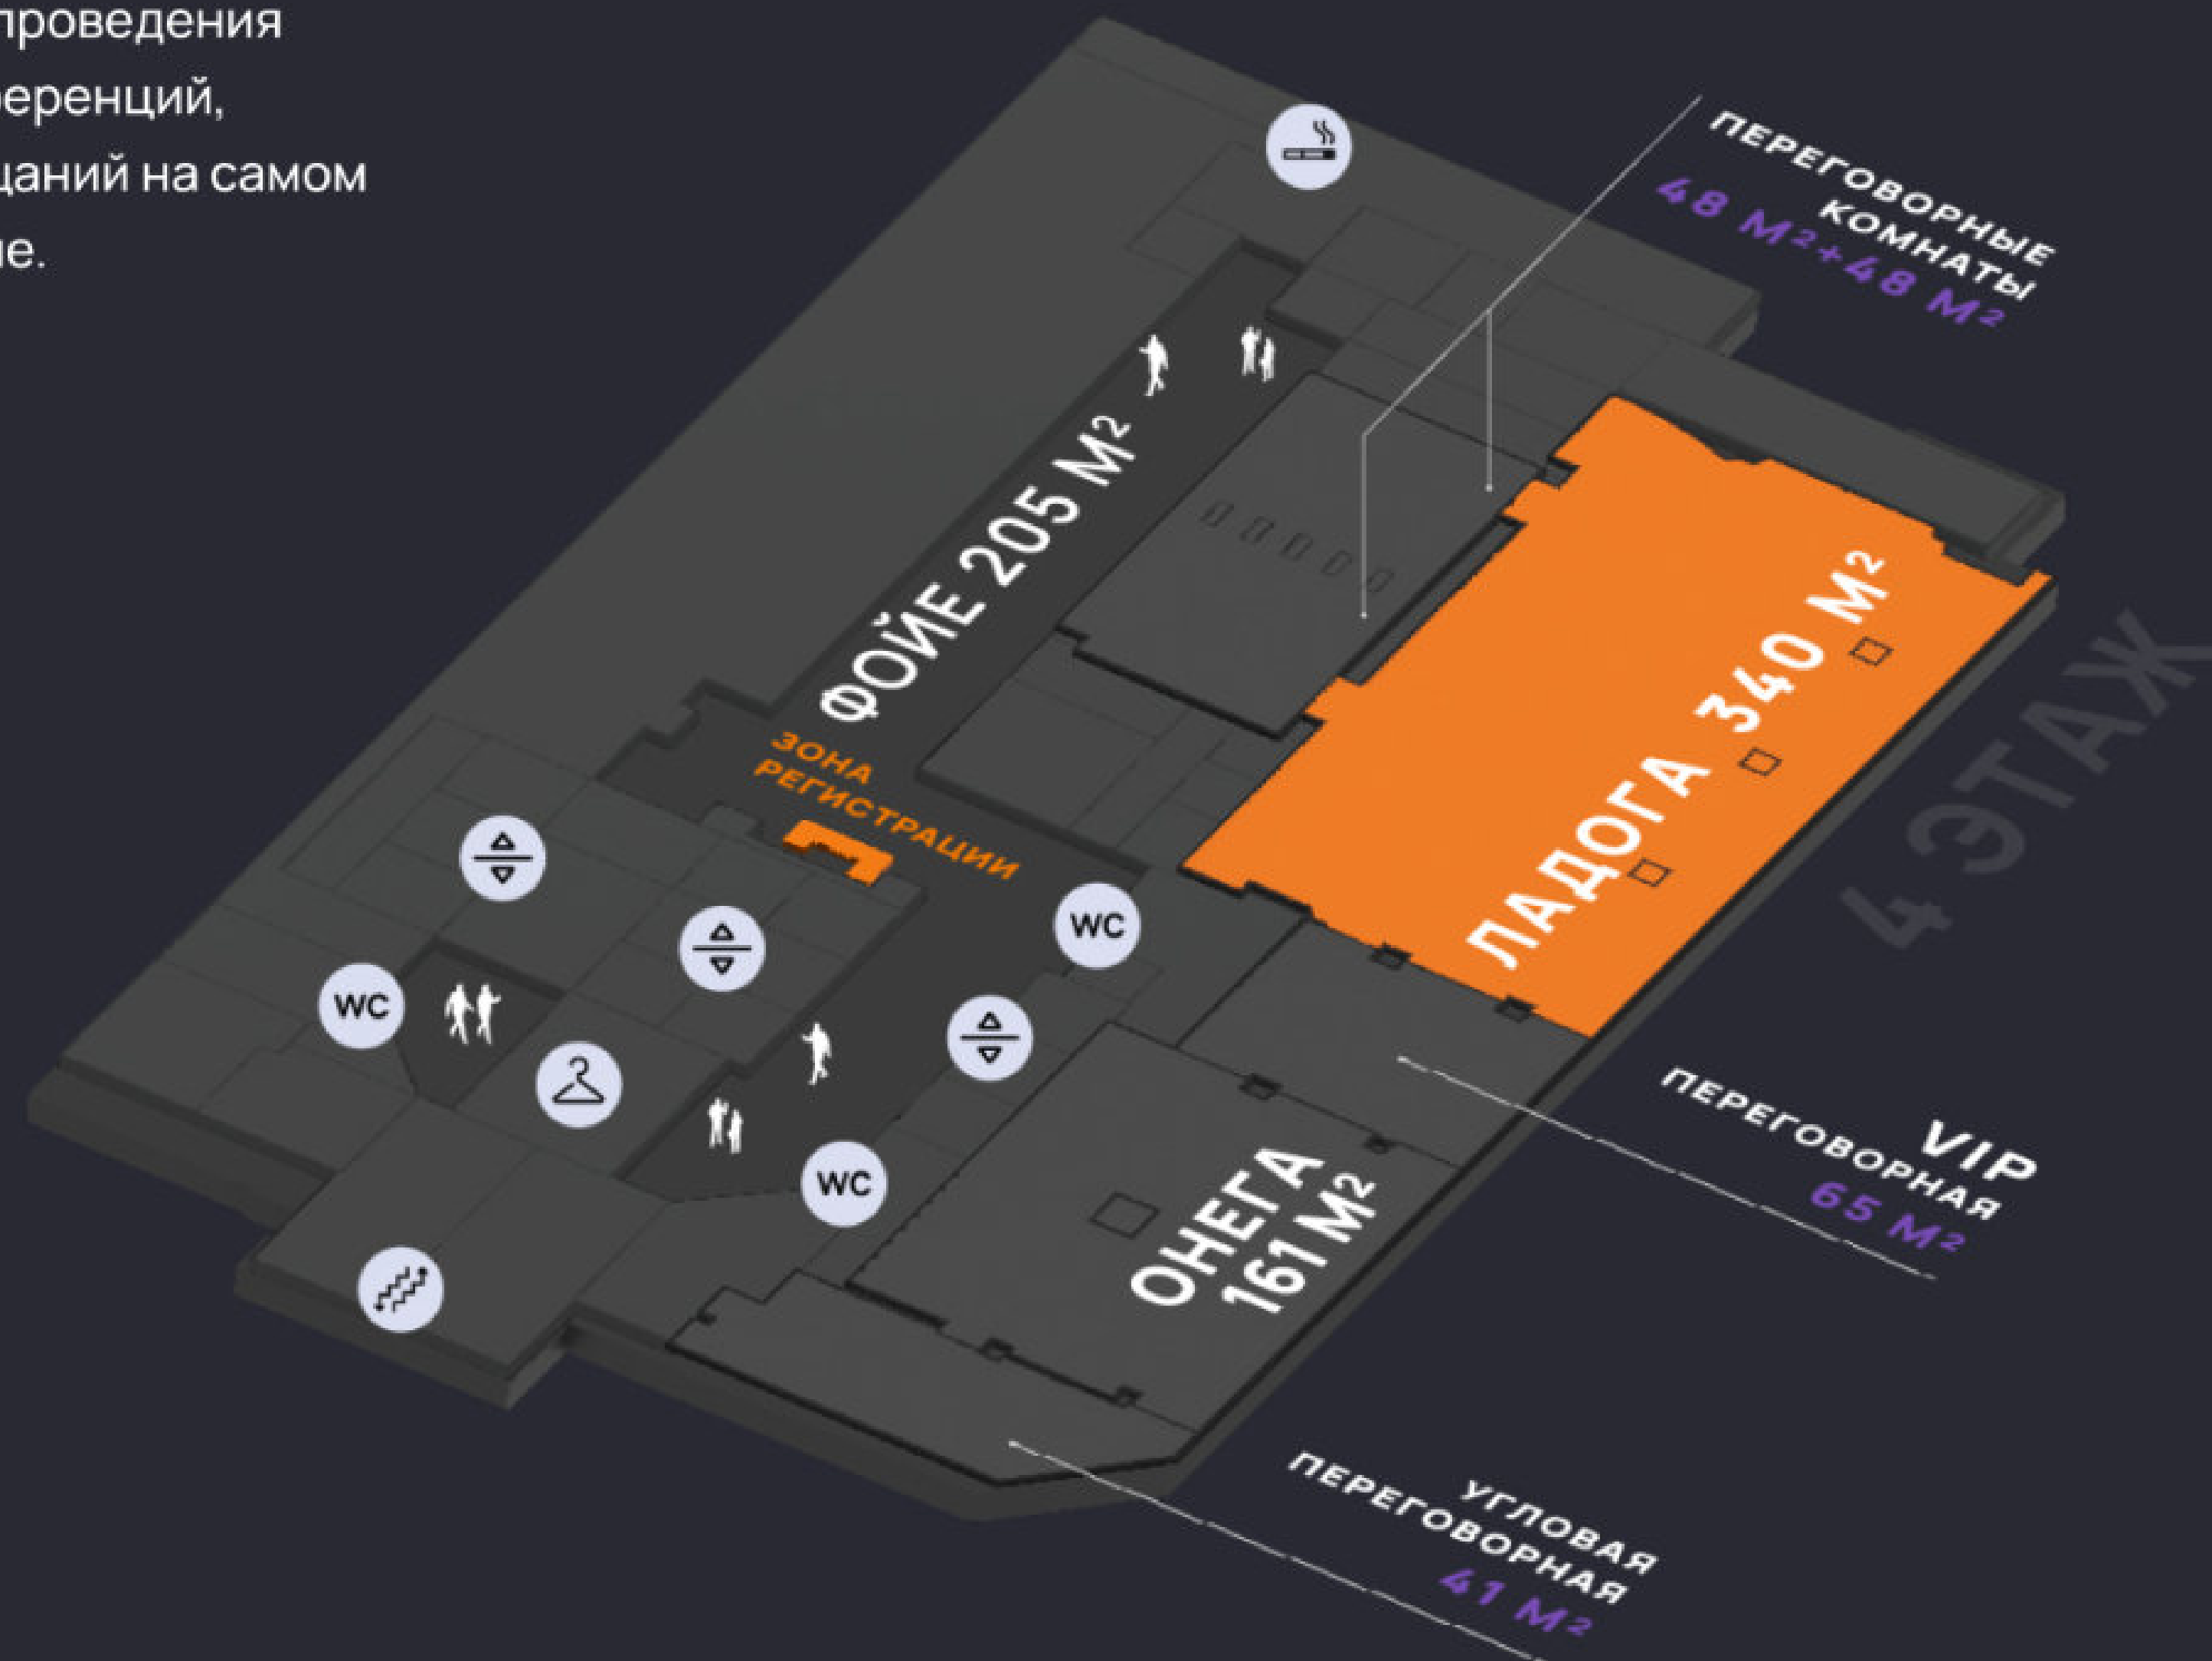 проведения
еренций,
щаний на самом
не.
ПЕРЕГОВОРНЫЕ
КОМНАТЫ
48 М²+48 М²
ФОЙЕ 205 М²
ЗОНА
РЕГИСТРАЦИИ
ЛАДОГА 340 М²
4 ЭТАЖ
WC
WC
WC
VIP
ПЕРЕГОВОРНАЯ
65 М²
ОНЕГА
161 М²
УГЛОВАЯ
ПЕРЕГОВОРНАЯ
41 М²